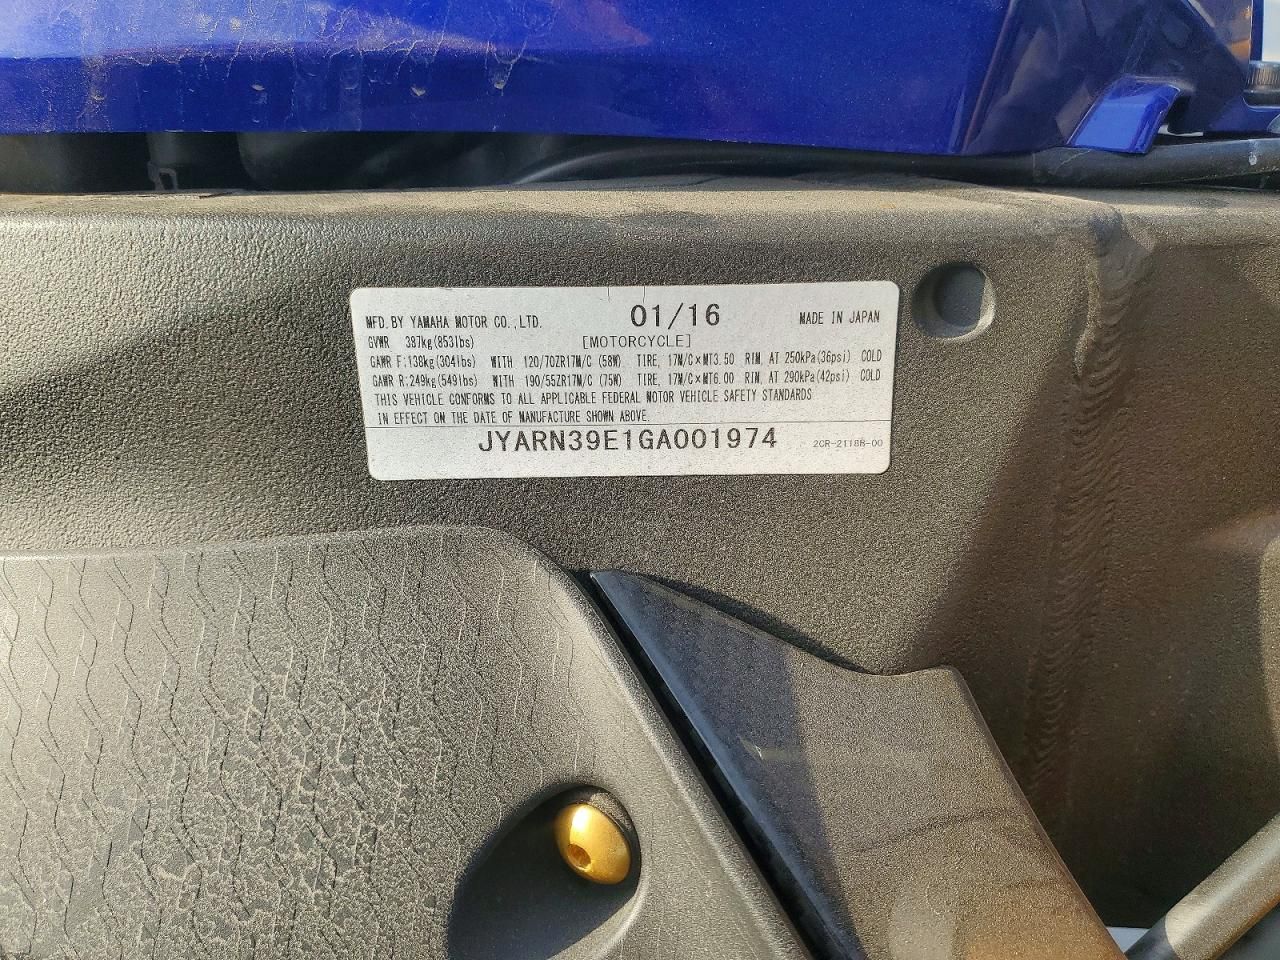 MFD. BY YAMAHA MOTOR CO., LTD. 01/16 MADE IN JAPAN
GVWR 387kg(853lbs) [MOTORCYCLE]
GAWR F:138kg(304lbs) WITH 120/70ZR17M/C (58W) TIRE, 17M/C×MT3.50 RIM, AT 250kPa(36psi) COLD
GAWR R:249kg(549lbs) WITH 190/55ZR17M/C (75W) TIRE, 17M/C×MT6.00 RIM, AT 290kPa(42psi) COLD
THIS VEHICLE CONFORMS TO ALL APPLICABLE FEDERAL MOTOR VEHICLE SAFETY STANDARDS
IN EFFECT ON THE DATE OF MANUFACTURE SHOWN ABOVE.
JYARN39E1GA001974 2CR-2118R-00